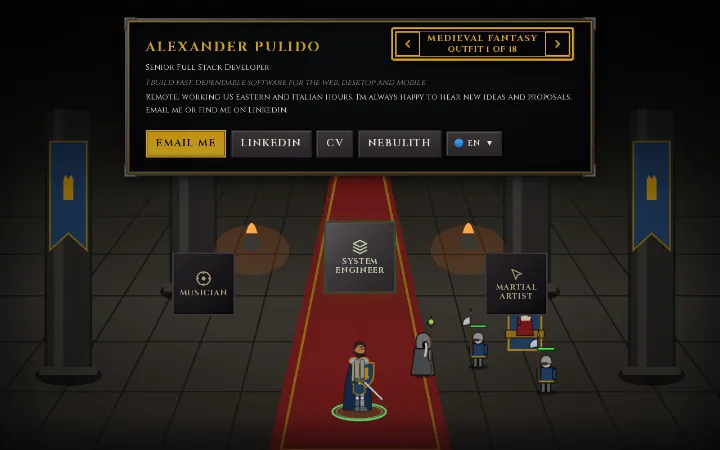 ALEXANDER PULIDO
MEDIEVAL FANTASY
OUTFIT 1 OF 18
SENIOR FULL STACK DEVELOPER
I BUILD FAST, DEPENDABLE SOFTWARE FOR THE WEB, DESKTOP AND MOBILE.
REMOTE, WORKING US EASTERN AND ITALIAN HOURS. I'M ALWAYS HAPPY TO HEAR NEW IDEAS AND PROPOSALS.
EMAIL ME OR FIND ME ON LINKEDIN.
EMAIL ME LINKEDIN CV NEBULITH EN
SYSTEM
ENGINEER
MUSICIAN
MARTIAL
ARTIST